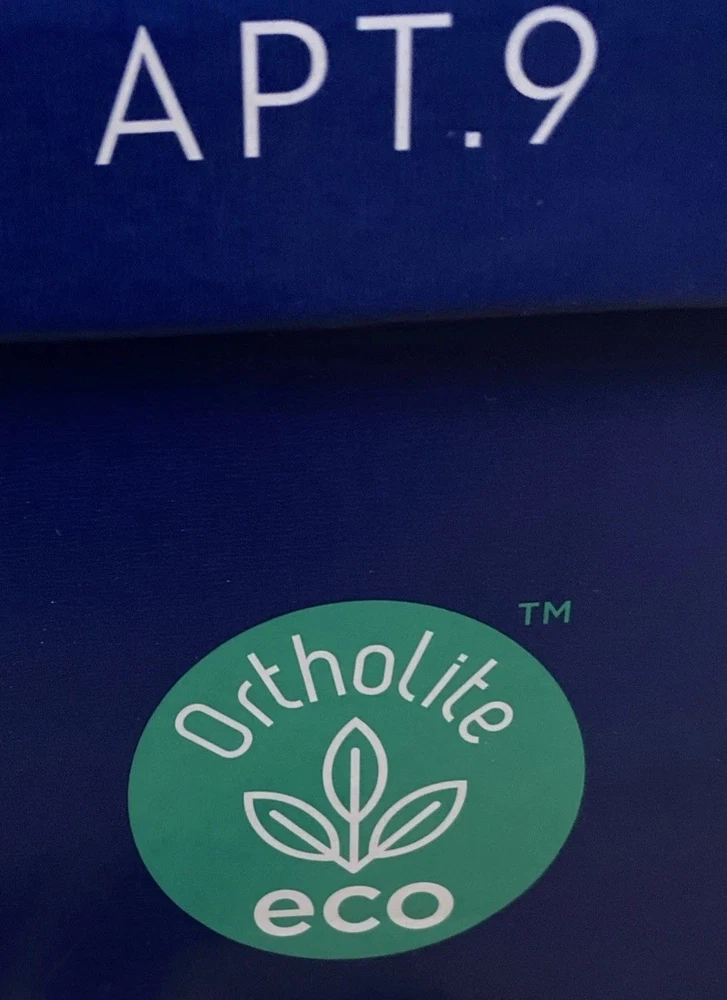 APT.9
TM
Ortholite
eco